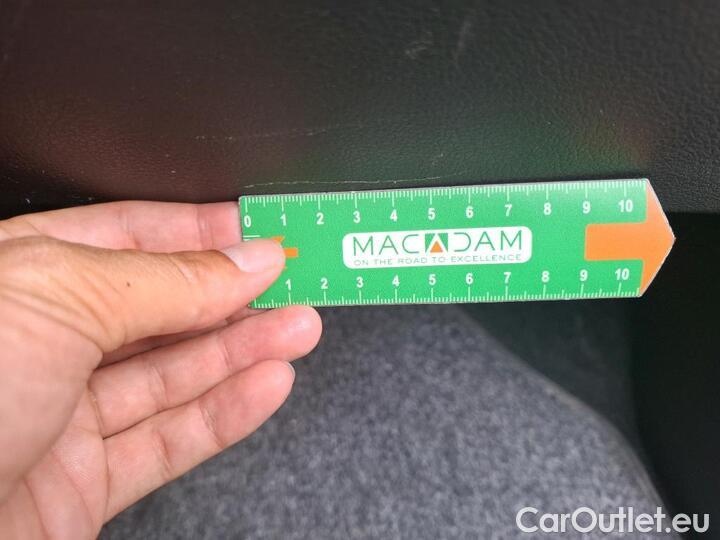 0 1 2 3 4 5 6 7 8 9 10
MACADAM
ON THE ROAD TO EXCELLENCE
1 2 3 4 5 6 7 8 9 10
CarOutlet.eu